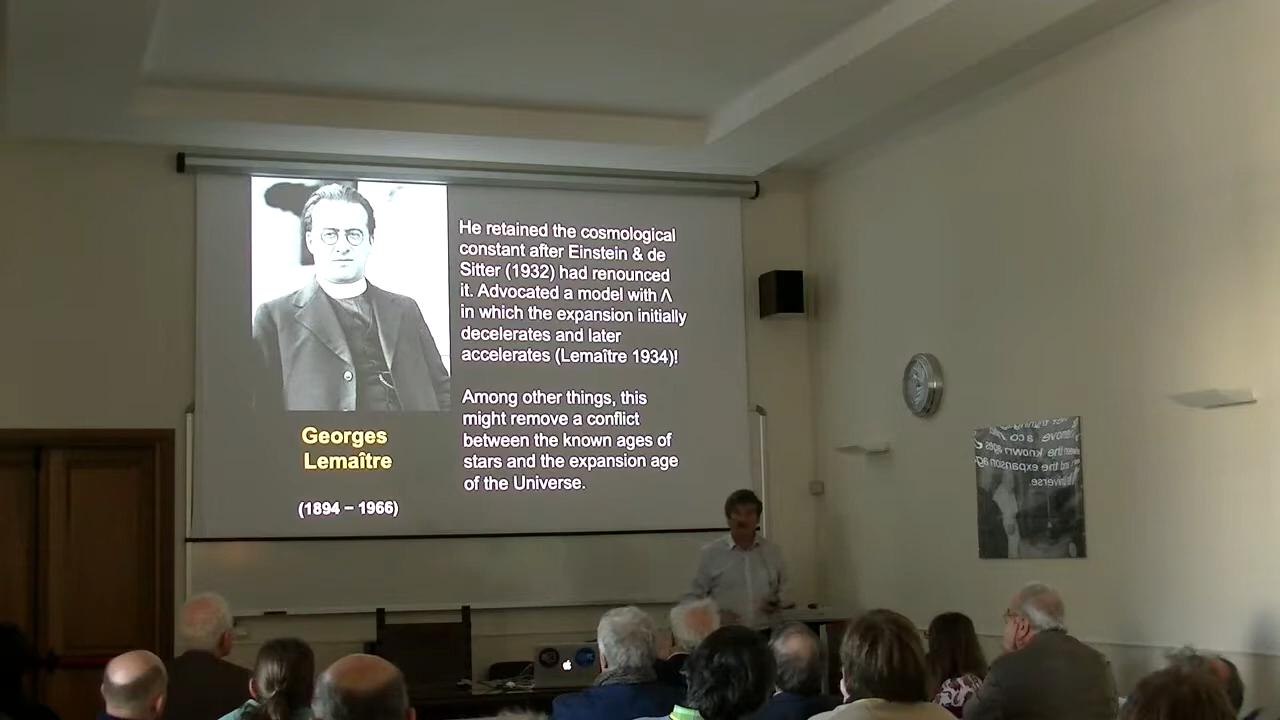 He retained the cosmological
constant after Einstein & de
Sitter (1932) had renounced
it. Advocated a model with Λ
in which the expansion initially
decelerates and later
accelerates (Lemaître 1934)!
Among other things, this
might remove a conflict
between the known ages of
stars and the expansion age
of the Universe.
Georges
Lemaître
(1894 – 1966)